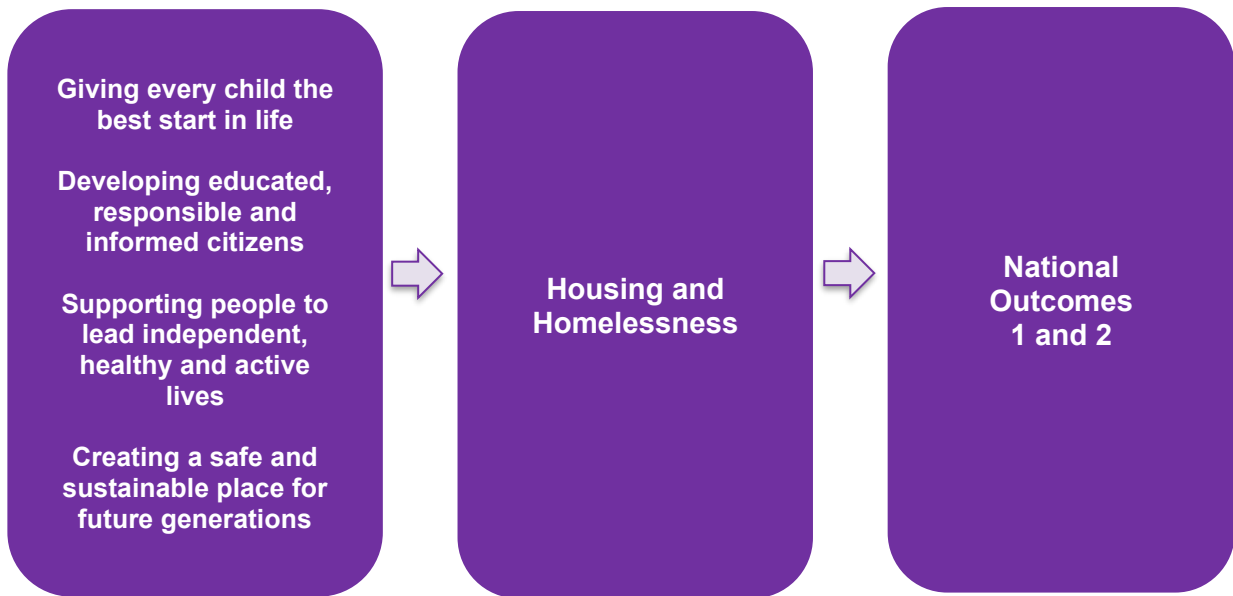 Giving every child the
best start in life
Developing educated,
responsible and
informed citizens
Supporting people to
lead independent,
healthy and active
lives
Creating a safe and
sustainable place for
future generations
Housing and
Homelessness
National
Outcomes
1 and 2